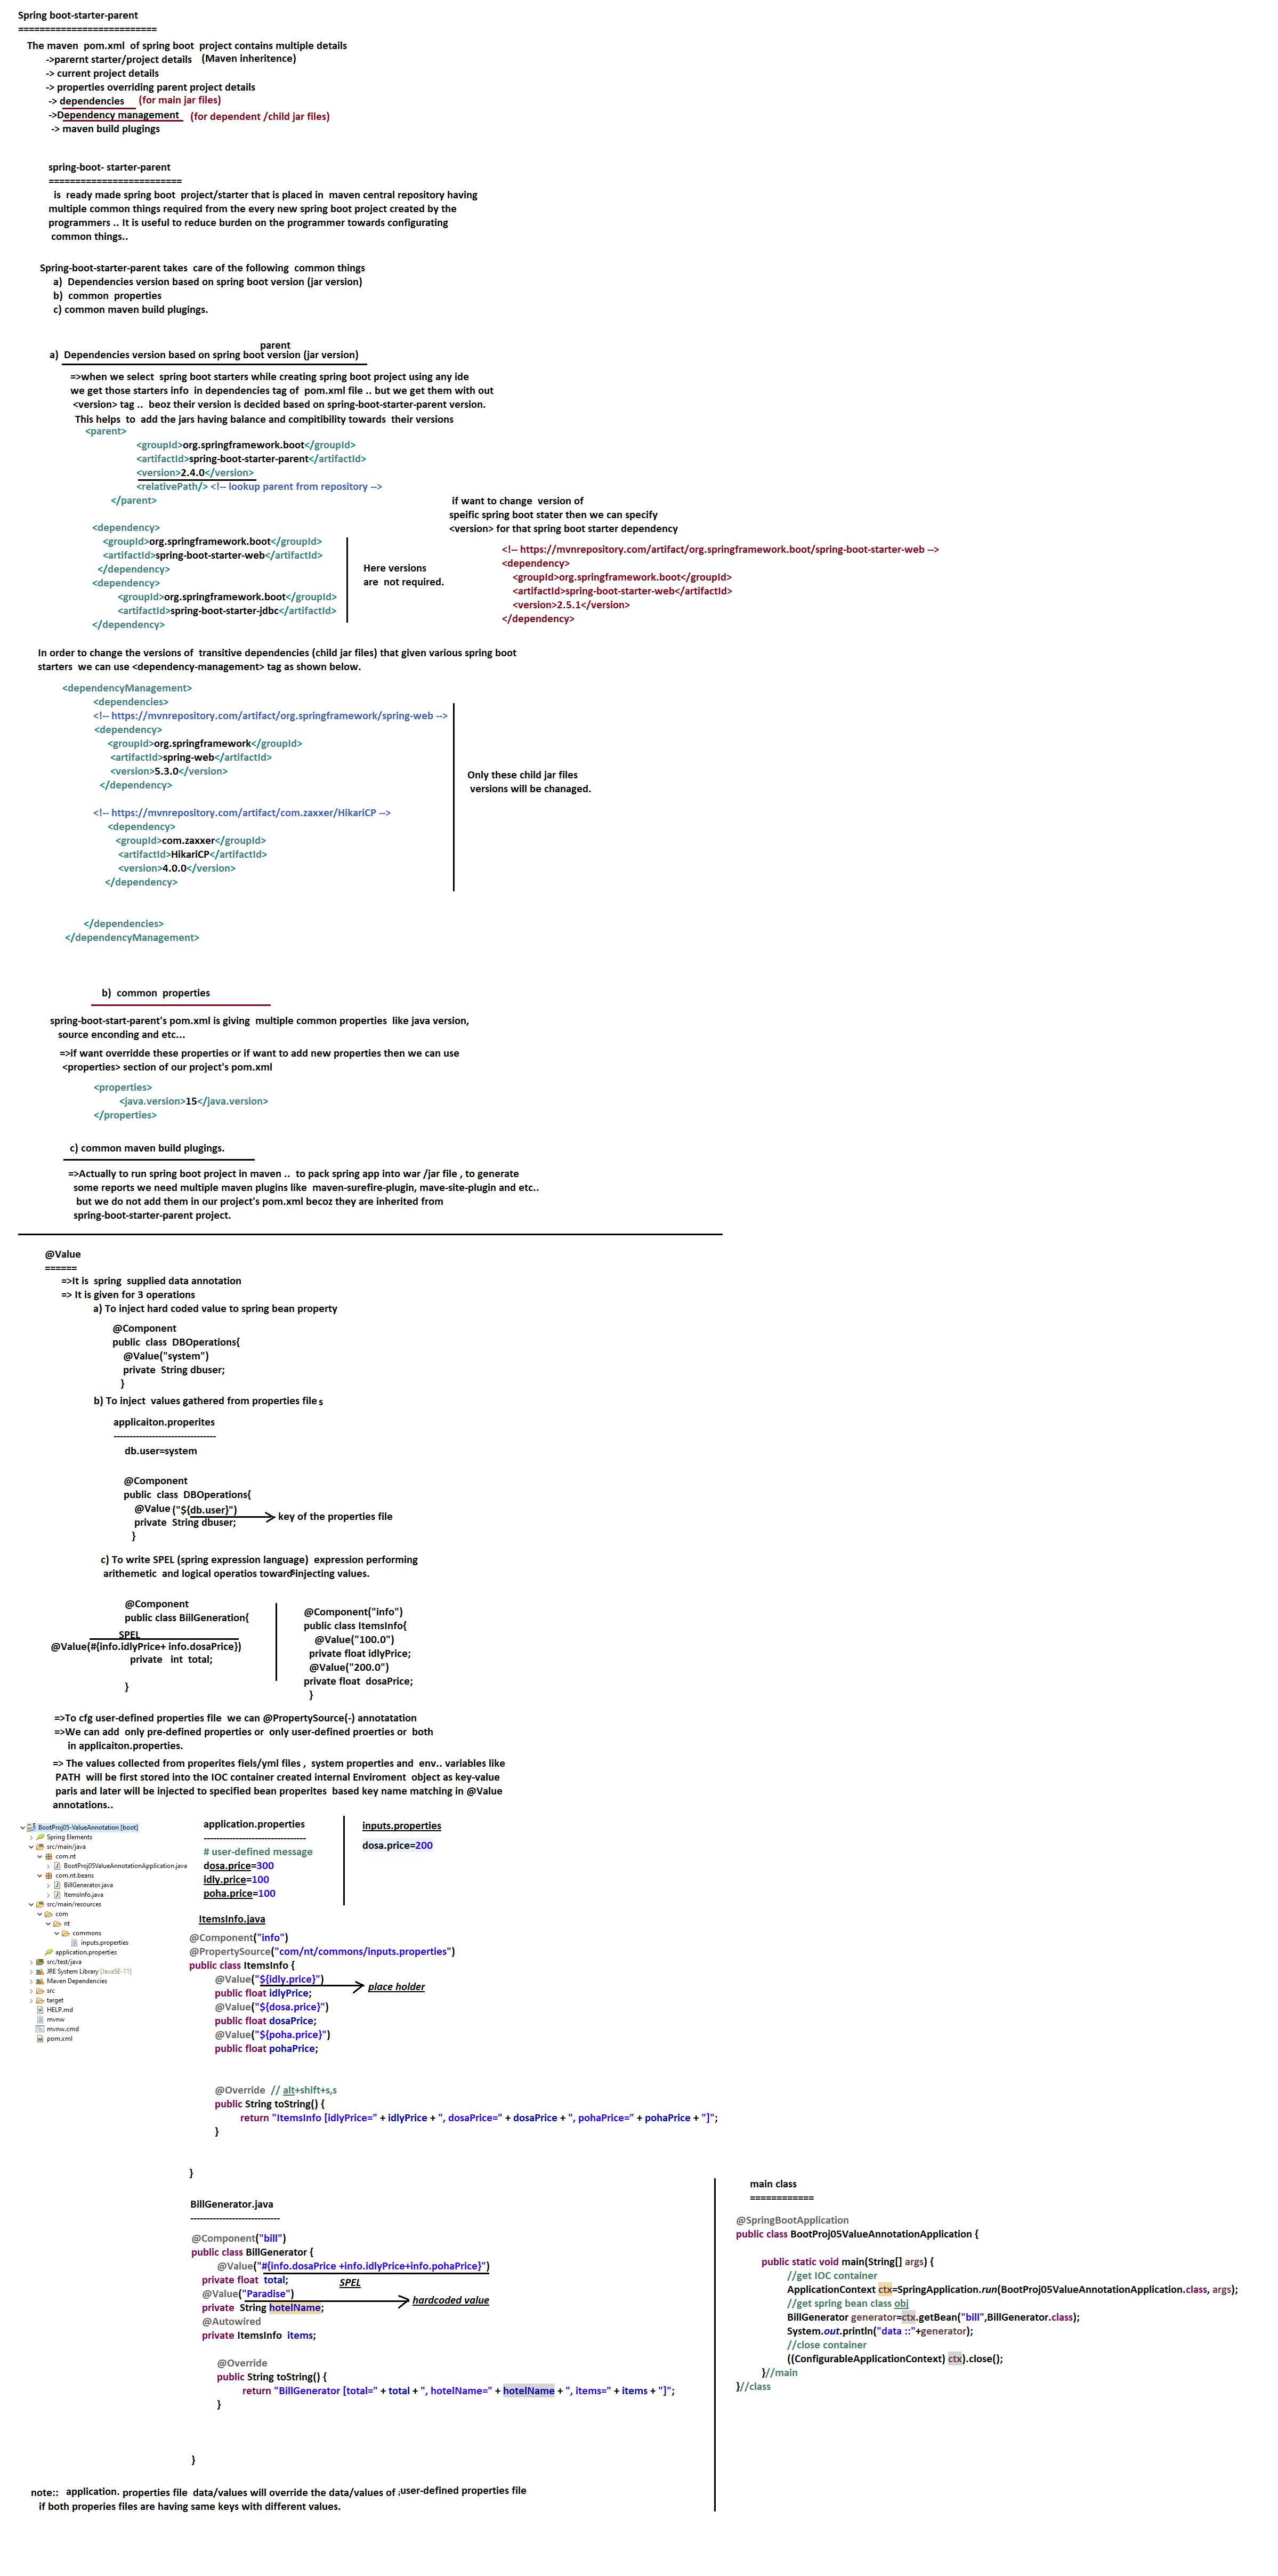 Spring boot-starter-parent
==========================
The maven pom.xml of spring boot project contains multiple details
->parernt starter/project details (Maven inheritence)
-> current project details
-> properties overriding parent project details
-> dependencies (for main jar files)
->Dependency management (for dependent /child jar files)
-> maven build plugings
spring-boot- starter-parent
=========================
is ready made spring boot project/starter that is placed in maven central repository having
multiple common things required from the every new spring boot project created by the
programmers .. It is useful to reduce burden on the programmer towards configurating
common things..
Spring-boot-starter-parent takes care of the following common things
a) Dependencies version based on spring boot version (jar version)
b) common properties
c) common maven build plugings.
parent
a) Dependencies version based on spring boot version (jar version)
=>when we select spring boot starters while creating spring boot project using any ide
we get those starters info in dependencies tag of pom.xml file .. but we get them with out
<version> tag .. beoz their version is decided based on spring-boot-starter-parent version.
This helps to add the jars having balance and compitibility towards their versions
<parent>
<groupId>org.springframework.boot</groupId>
<artifactId>spring-boot-starter-parent</artifactId>
<version>2.4.0</version>
<relativePath/> <!-- lookup parent from repository -->
</parent>
<dependency>
<groupId>org.springframework.boot</groupId>
<artifactId>spring-boot-starter-web</artifactId>
</dependency>
<dependency>
<groupId>org.springframework.boot</groupId>
<artifactId>spring-boot-starter-jdbc</artifactId>
</dependency>
Here versions
are not required.
if want to change version of
speific spring boot stater then we can specify
<version> for that spring boot starter dependency
<!-- https://mvnrepository.com/artifact/org.springframework.boot/spring-boot-starter-web -->
<dependency>
<groupId>org.springframework.boot</groupId>
<artifactId>spring-boot-starter-web</artifactId>
<version>2.5.1</version>
</dependency>
In order to change the versions of transitive dependencies (child jar files) that given various spring boot
starters we can use <dependency-management> tag as shown below.
<dependencyManagement>
<dependencies>
<!-- https://mvnrepository.com/artifact/org.springframework/spring-web -->
<dependency>
<groupId>org.springframework</groupId>
<artifactId>spring-web</artifactId>
<version>5.3.0</version>
</dependency>
<!-- https://mvnrepository.com/artifact/com.zaxxer/HikariCP -->
<dependency>
<groupId>com.zaxxer</groupId>
<artifactId>HikariCP</artifactId>
<version>4.0.0</version>
</dependency>
</dependencies>
</dependencyManagement>
Only these child jar files
versions will be chanaged.
b) common properties
spring-boot-start-parent's pom.xml is giving multiple common properties like java version,
source enconding and etc...
=>if want overridde these properties or if want to add new properties then we can use
<properties> section of our project's pom.xml
<properties>
<java.version>15</java.version>
</properties>
c) common maven build plugings.
=>Actually to run spring boot project in maven .. to pack spring app into war /jar file , to generate
some reports we need multiple maven plugins like maven-surefire-plugin, mave-site-plugin and etc..
but we do not add them in our project's pom.xml becoz they are inherited from
spring-boot-starter-parent project.
@Value
======
=>It is spring supplied data annotation
=> It is given for 3 operations
a) To inject hard coded value to spring bean property
@Component
public class DBOperations{
@Value("system")
private String dbuser;
}
b) To inject values gathered from properties file s
applicaiton.properites
--------------------------------
db.user=system
@Component
public class DBOperations{
@Value ("${db.user}")
private String dbuser;
}
key of the properties file
c) To write SPEL (spring expression language) expression performing
arithemetic and logical operatios towards injecting values.
@Component
public class BiilGeneration{
SPEL
@Value(#{info.idlyPrice+ info.dosaPrice})
private int total;
}
@Component("info")
public class ItemsInfo{
@Value("100.0")
private float idlyPrice;
@Value("200.0")
private float dosaPrice;
}
=>To cfg user-defined properties file we can @PropertySource(-) annotatation
=>We can add only pre-defined properties or only user-defined proerties or both
in applicaiton.properties.
=> The values collected from properites fiels/yml files , system properties and env.. variables like
PATH will be first stored into the IOC container created internal Enviroment object as key-value
paris and later will be injected to specified bean properites based key name matching in @Value
annotations..
BootProj05-ValueAnnotation [boot]
Spring Elements
src/main/java
com.nt
BootProj05ValueAnnotationApplication.java
com.nt.beans
BillGenerator.java
ItemsInfo.java
src/main/resources
com
nt
commons
inputs.properties
application.properties
src/test/java
JRE System Library [JavaSE-11]
Maven Dependencies
src
target
HELP.md
mvnw
mvnw.cmd
pom.xml
application.properties
--------------------------------
# user-defined message
dosa.price=300
idly.price=100
poha.price=100
inputs.properties
dosa.price=200
ItemsInfo.java
@Component("info")
@PropertySource("com/nt/commons/inputs.properties")
public class ItemsInfo {
@Value("${idly.price}")
place holder
public float idlyPrice;
@Value("${dosa.price}")
public float dosaPrice;
@Value("${poha.price}")
public float pohaPrice;
@Override // alt+shift+s,s
public String toString() {
return "ItemsInfo [idlyPrice=" + idlyPrice + ", dosaPrice=" + dosaPrice + ", pohaPrice=" + pohaPrice + "]";
}
}
BillGenerator.java
----------------------------
@Component("bill")
public class BillGenerator {
@Value("#{info.dosaPrice +info.idlyPrice+info.pohaPrice}")
private float total;
SPEL
@Value("Paradise")
hardcoded value
private String hotelName;
@Autowired
private ItemsInfo items;
@Override
public String toString() {
return "BillGenerator [total=" + total + ", hotelName=" + hotelName + ", items=" + items + "]";
}
}
main class
============
@SpringBootApplication
public class BootProj05ValueAnnotationApplication {
public static void main(String[] args) {
//get IOC container
ApplicationContext ctx=SpringApplication.run(BootProj05ValueAnnotationApplication.class, args);
//get spring bean class obj
BillGenerator generator=ctx.getBean("bill",BillGenerator.class);
System.out.println("data ::"+generator);
//close container
((ConfigurableApplicationContext) ctx).close();
}//main
}//class
note:: application. properties file data/values will override the data/values of user-defined properties file
if both properies files are having same keys with different values.